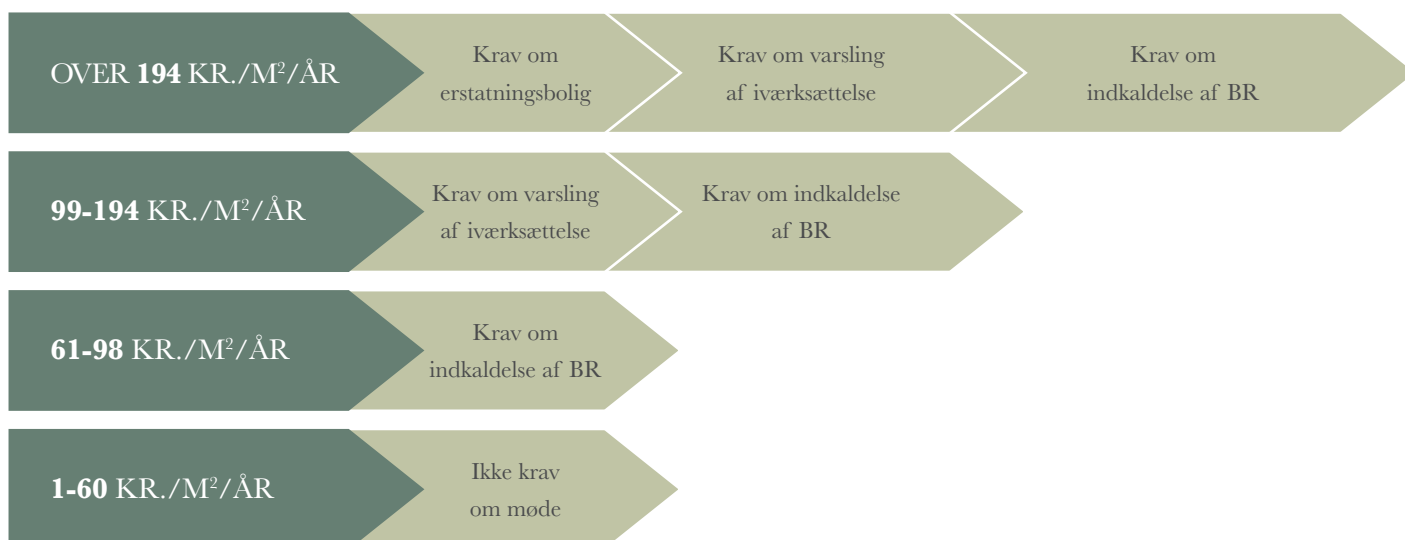 OVER 194 KR./M²/ÅR
Krav om
erstatningsbolig
Krav om varsling
af iværksættelse
Krav om
indkaldelse af BR
99-194 KR./M²/ÅR
Krav om varsling
af iværksættelse
Krav om indkaldelse
af BR
61-98 KR./M²/ÅR
Krav om
indkaldelse af BR
1-60 KR./M²/ÅR
Ikke krav
om møde